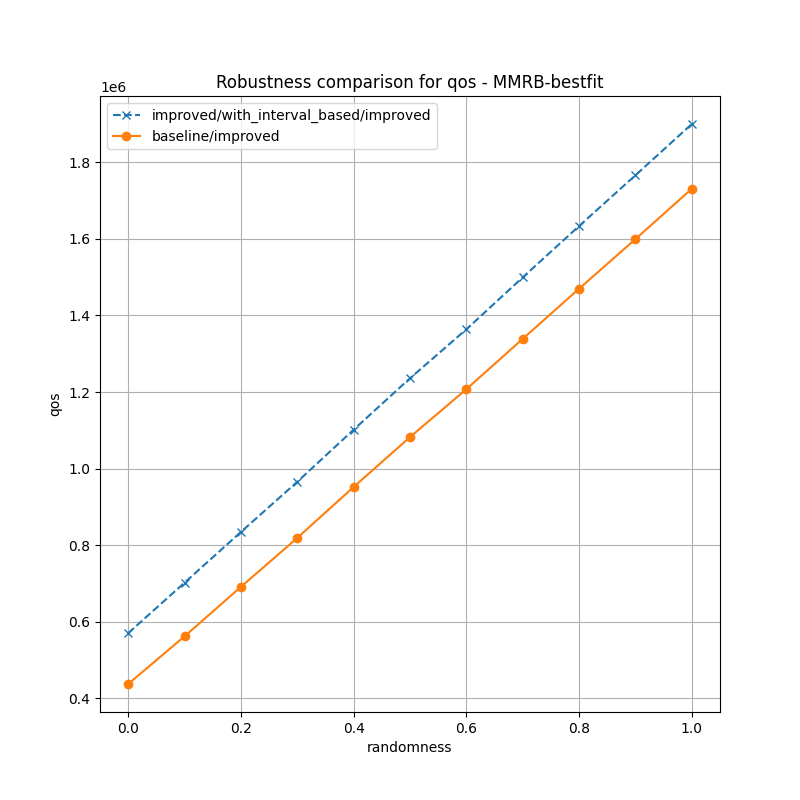 Robustness comparison for qos - MMRB-bestfit
1e6
improved/with_interval_based/improved
baseline/improved
1.8
1.6
1.4
1.2
1.0
0.8
0.6
0.4
qos
0.0 0.2 0.4 0.6 0.8 1.0
randomness